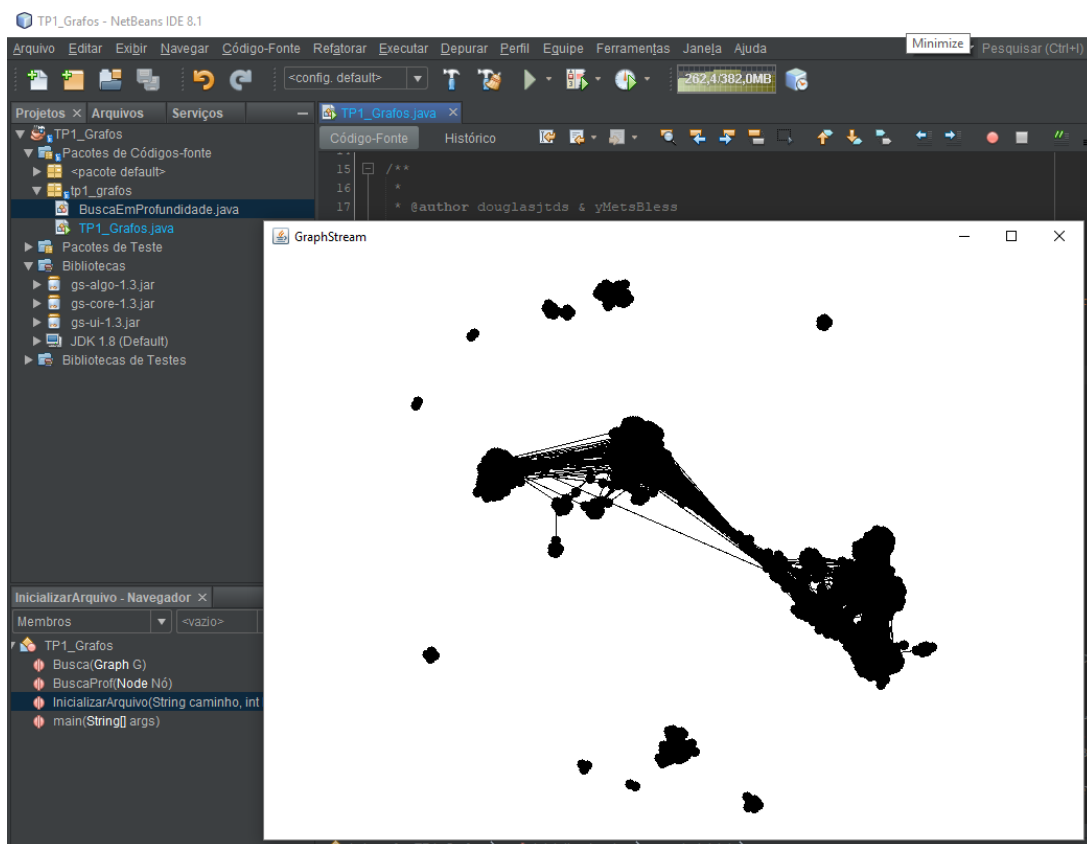 TP1_Grafos - NetBeans IDE 8.1
Arquivo Editar Exibir Navegar Código-Fonte Refatorar Executar Depurar Perfil Equipe Ferramentas Janela Ajuda
Minimize
Pesquisar (Ctrl+I)
<config. default>
262,4/382,0MB
Projetos Arquivos Serviços
TP1_Grafos.java
TP1_Grafos
Código-Fonte Histórico
Pacotes de Códigos-fonte
<pacote default>
15 /**
tp1_grafos
16 *
BuscaEmProfundidade.java
17 * @author douglasjtds & yMetsBless
TP1_Grafos.java
GraphStream
Pacotes de Teste
Bibliotecas
gs-algo-1.3.jar
gs-core-1.3.jar
gs-ui-1.3.jar
JDK 1.8 (Default)
Bibliotecas de Testes
InicializarArquivo - Navegador
Membros <vazio>
TP1_Grafos
Busca(Graph G)
BuscaProf(Node Nó)
InicializarArquivo(String caminho, int
main(String[] args)